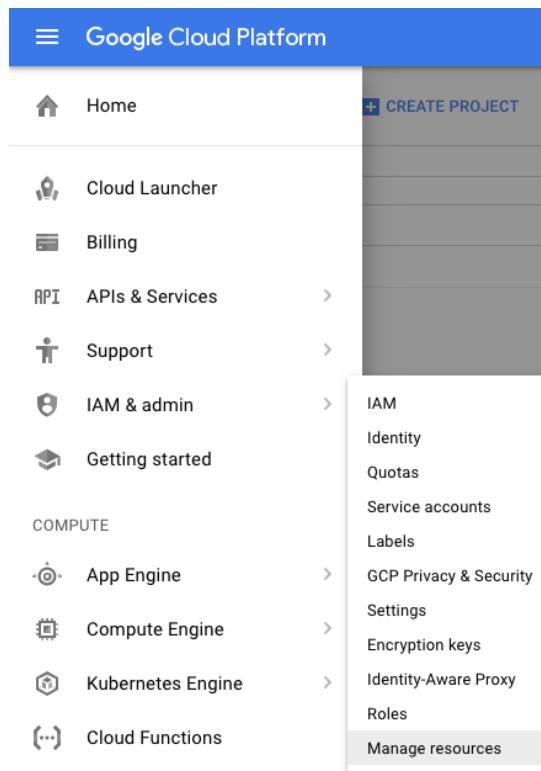 Google Cloud Platform
Home
CREATE PROJECT
Cloud Launcher
Billing
API APIs & Services
Support
IAM & admin
Getting started
COMPUTE
App Engine
Compute Engine
Kubernetes Engine
Cloud Functions
IAM
Identity
Quotas
Service accounts
Labels
GCP Privacy & Security
Settings
Encryption keys
Identity-Aware Proxy
Roles
Manage resources